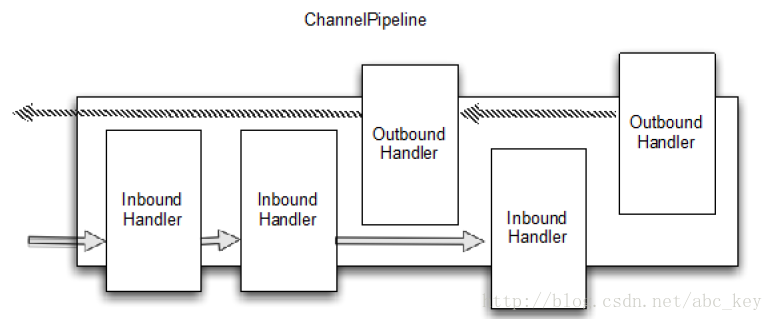 ChannelPipeline
Inbound
Handler
Inbound
Handler
Outbound
Handler
Inbound
Handler
Outbound
Handler
http://blog.csdn.net/abc_key